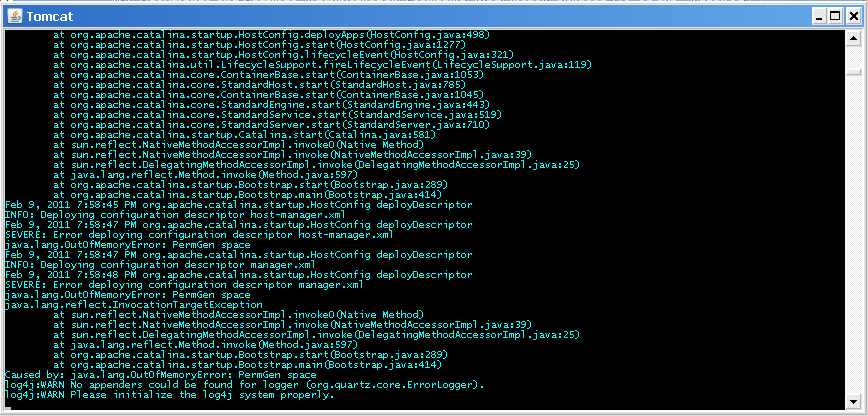 Tomcat
at org.apache.catalina.startup.HostConfig.deployApps(HostConfig.java:498)
at org.apache.catalina.startup.HostConfig.start(HostConfig.java:1277)
at org.apache.catalina.startup.HostConfig.lifecycleEvent(HostConfig.java:321)
at org.apache.catalina.util.LifecycleSupport.fireLifecycleEvent(LifecycleSupport.java:119)
at org.apache.catalina.core.ContainerBase.start(ContainerBase.java:1053)
at org.apache.catalina.core.StandardHost.start(StandardHost.java:785)
at org.apache.catalina.core.ContainerBase.start(ContainerBase.java:1045)
at org.apache.catalina.core.StandardEngine.start(StandardEngine.java:443)
at org.apache.catalina.core.StandardService.start(StandardService.java:519)
at org.apache.catalina.core.StandardServer.start(StandardServer.java:710)
at org.apache.catalina.startup.Catalina.start(Catalina.java:581)
at sun.reflect.NativeMethodAccessorImpl.invoke0(Native Method)
at sun.reflect.NativeMethodAccessorImpl.invoke(NativeMethodAccessorImpl.java:39)
at sun.reflect.DelegatingMethodAccessorImpl.invoke(DelegatingMethodAccessorImpl.java:25)
at java.lang.reflect.Method.invoke(Method.java:597)
at org.apache.catalina.startup.Bootstrap.start(Bootstrap.java:289)
at org.apache.catalina.startup.Bootstrap.main(Bootstrap.java:414)
Feb 9, 2011 7:58:45 PM org.apache.catalina.startup.HostConfig deployDescriptor
INFO: Deploying configuration descriptor host-manager.xml
Feb 9, 2011 7:58:47 PM org.apache.catalina.startup.HostConfig deployDescriptor
SEVERE: Error deploying configuration descriptor host-manager.xml
java.lang.OutOfMemoryError: PermGen space
Feb 9, 2011 7:58:47 PM org.apache.catalina.startup.HostConfig deployDescriptor
INFO: Deploying configuration descriptor manager.xml
Feb 9, 2011 7:58:48 PM org.apache.catalina.startup.HostConfig deployDescriptor
SEVERE: Error deploying configuration descriptor manager.xml
java.lang.OutOfMemoryError: PermGen space
java.lang.reflect.InvocationTargetException
at sun.reflect.NativeMethodAccessorImpl.invoke0(Native Method)
at sun.reflect.NativeMethodAccessorImpl.invoke(NativeMethodAccessorImpl.java:39)
at sun.reflect.DelegatingMethodAccessorImpl.invoke(DelegatingMethodAccessorImpl.java:25)
at java.lang.reflect.Method.invoke(Method.java:597)
at org.apache.catalina.startup.Bootstrap.start(Bootstrap.java:289)
at org.apache.catalina.startup.Bootstrap.main(Bootstrap.java:414)
Caused by: java.lang.OutOfMemoryError: PermGen space
log4j:WARN No appenders could be found for logger (org.quartz.core.ErrorLogger).
log4j:WARN Please initialize the log4j system properly.